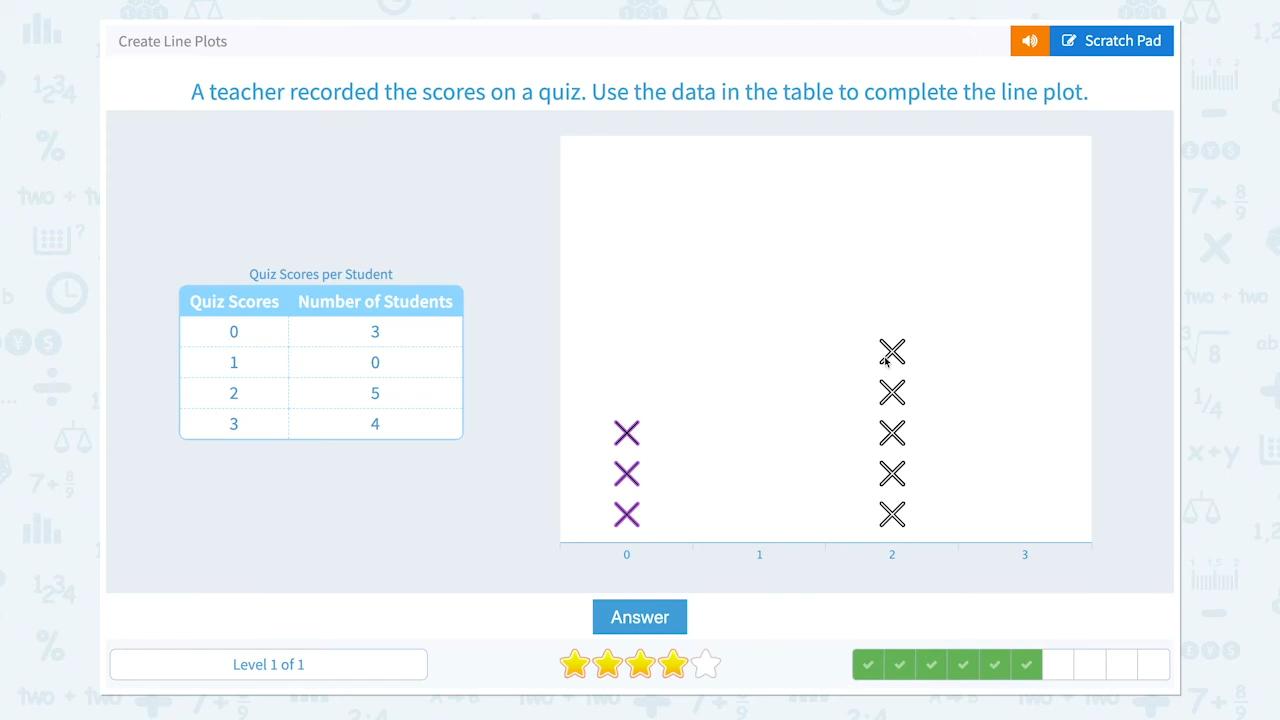 Create Line Plots
Scratch Pad
A teacher recorded the scores on a quiz. Use the data in the table to complete the line plot.
Quiz Scores per Student
Quiz Scores Number of Students
0 3
1 0
2 5
3 4
0 1 2 3
Answer
Level 1 of 1